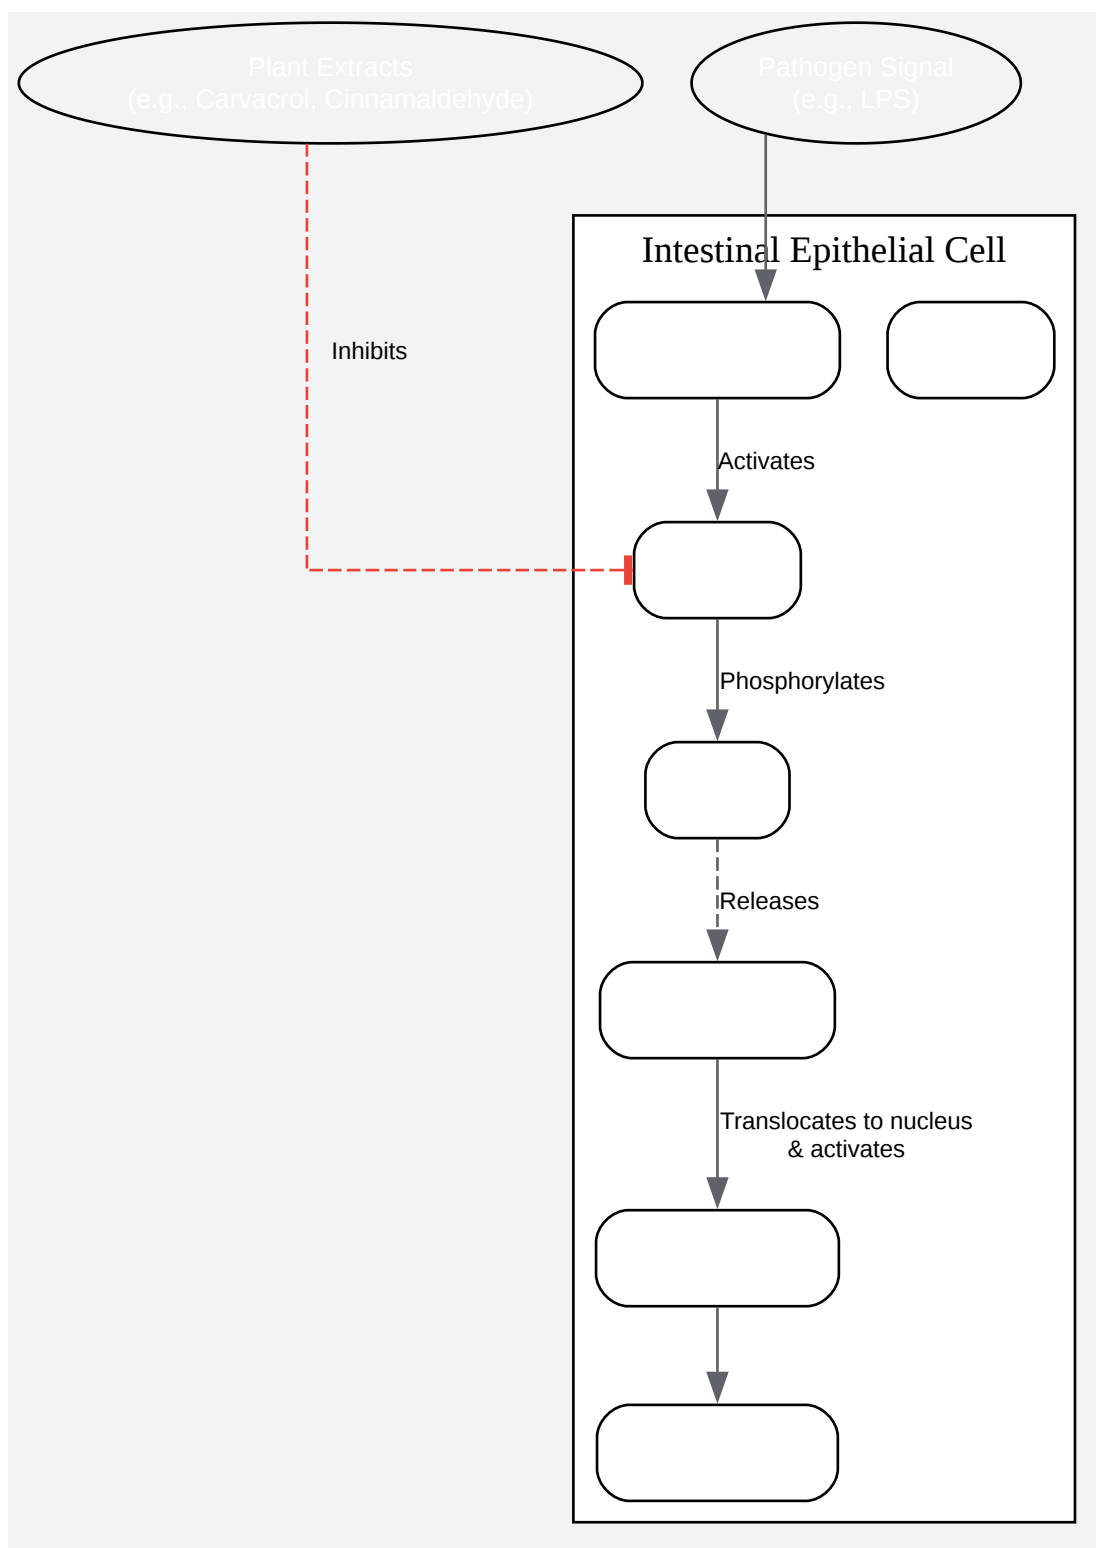 Plant Extracts
(e.g., Carvacrol, Cinnamaldehyde)
Pathogen Signal
(e.g., LPS)
Intestinal Epithelial Cell
Inhibits
Activates
Phosphorylates
Releases
Translocates to nucleus
& activates